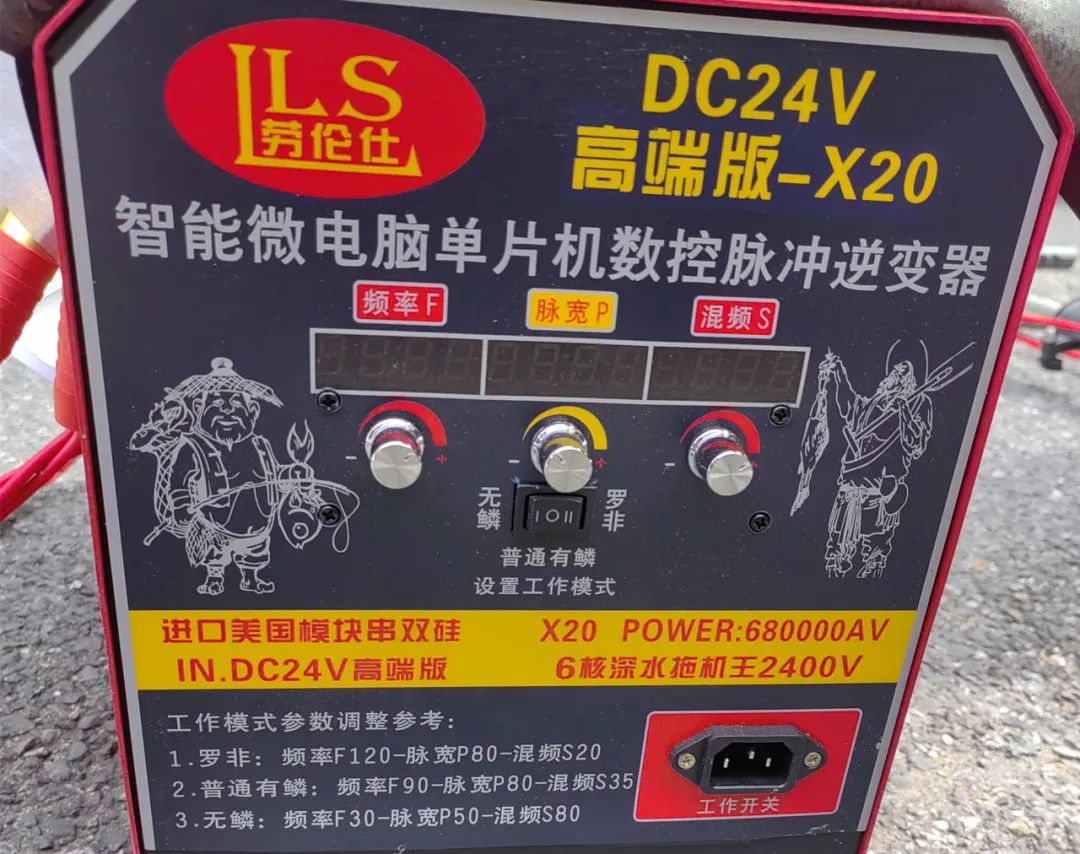 LLS
劳伦仕
DC24V
高端版-X20
智能微电脑单片机数控脉冲逆变器
频率F
脉宽P
混频S
- +
- +
- +
无鳞
罗非
I O II
普通有鳞
设置工作模式
进口美国模块串双硅
X20 POWER:680000AV
IN.DC24V高端版
6核深水拖机王2400V
工作模式参数调整参考:
1.罗非: 频率F120-脉宽P80-混频S20
2.普通有鳞: 频率F90-脉宽P80-混频S35
3.无鳞: 频率F30-脉宽P50-混频S80
工作开关